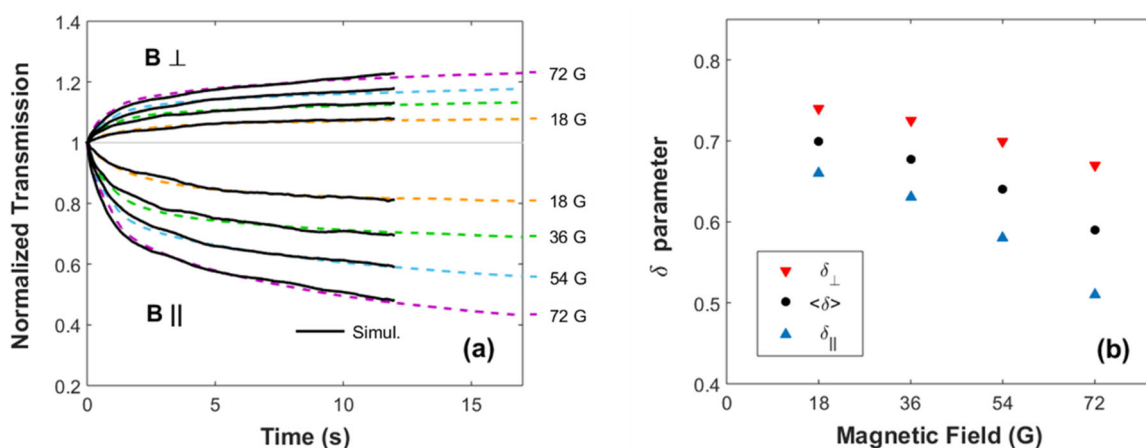 1.4
1.2
1
0.8
0.6
0.4
0.2
Normalized Transmission
B ⊥
B ||
72 G
18 G
18 G
36 G
54 G
72 G
Simul.
(a)
0 5 10 15
Time (s)
0.8
0.7
0.6
0.5
0.4
δ parameter
δ⊥
<δ>
δ||
(b)
0 18 36 54 72
Magnetic Field (G)